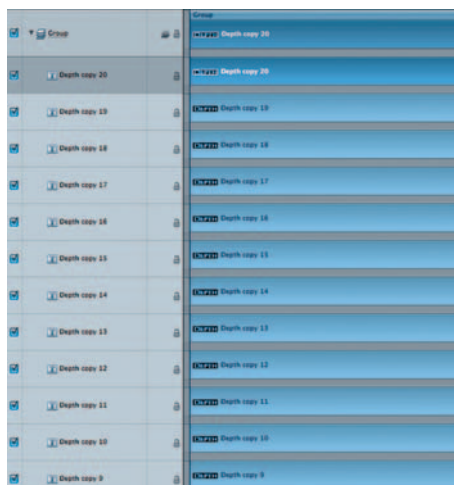 Group
Group Depth copy 20
Depth copy 20 Depth copy 20
Depth copy 19 DEPTH Depth copy 19
Depth copy 18 DEPTH Depth copy 18
Depth copy 17 DEPTH Depth copy 17
Depth copy 16 DEPTH Depth copy 16
Depth copy 15 DEPTH Depth copy 15
Depth copy 14 DEPTH Depth copy 14
Depth copy 13 DEPTH Depth copy 13
Depth copy 12 DEPTH Depth copy 12
Depth copy 11 DEPTH Depth copy 11
Depth copy 10 DEPTH Depth copy 10
Depth copy 9 DEPTH Depth copy 9